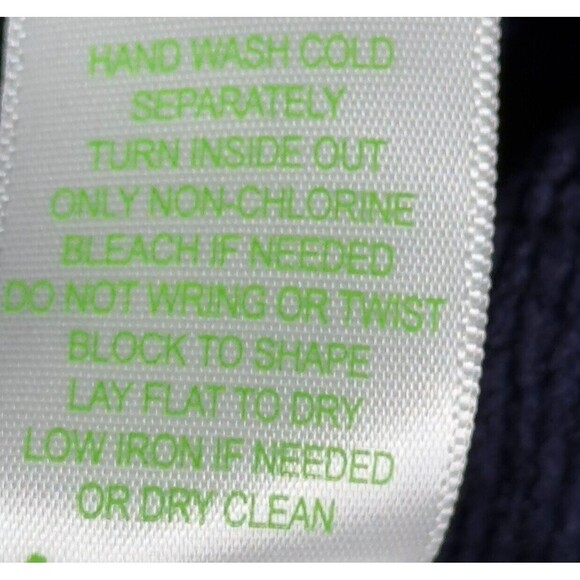 HAND WASH COLD
SEPARATELY
TURN INSIDE OUT
ONLY NON-CHLORINE
BLEACH IF NEEDED
DO NOT WRING OR TWIST
BLOCK TO SHAPE
LAY FLAT TO DRY
LOW IRON IF NEEDED
OR DRY CLEAN